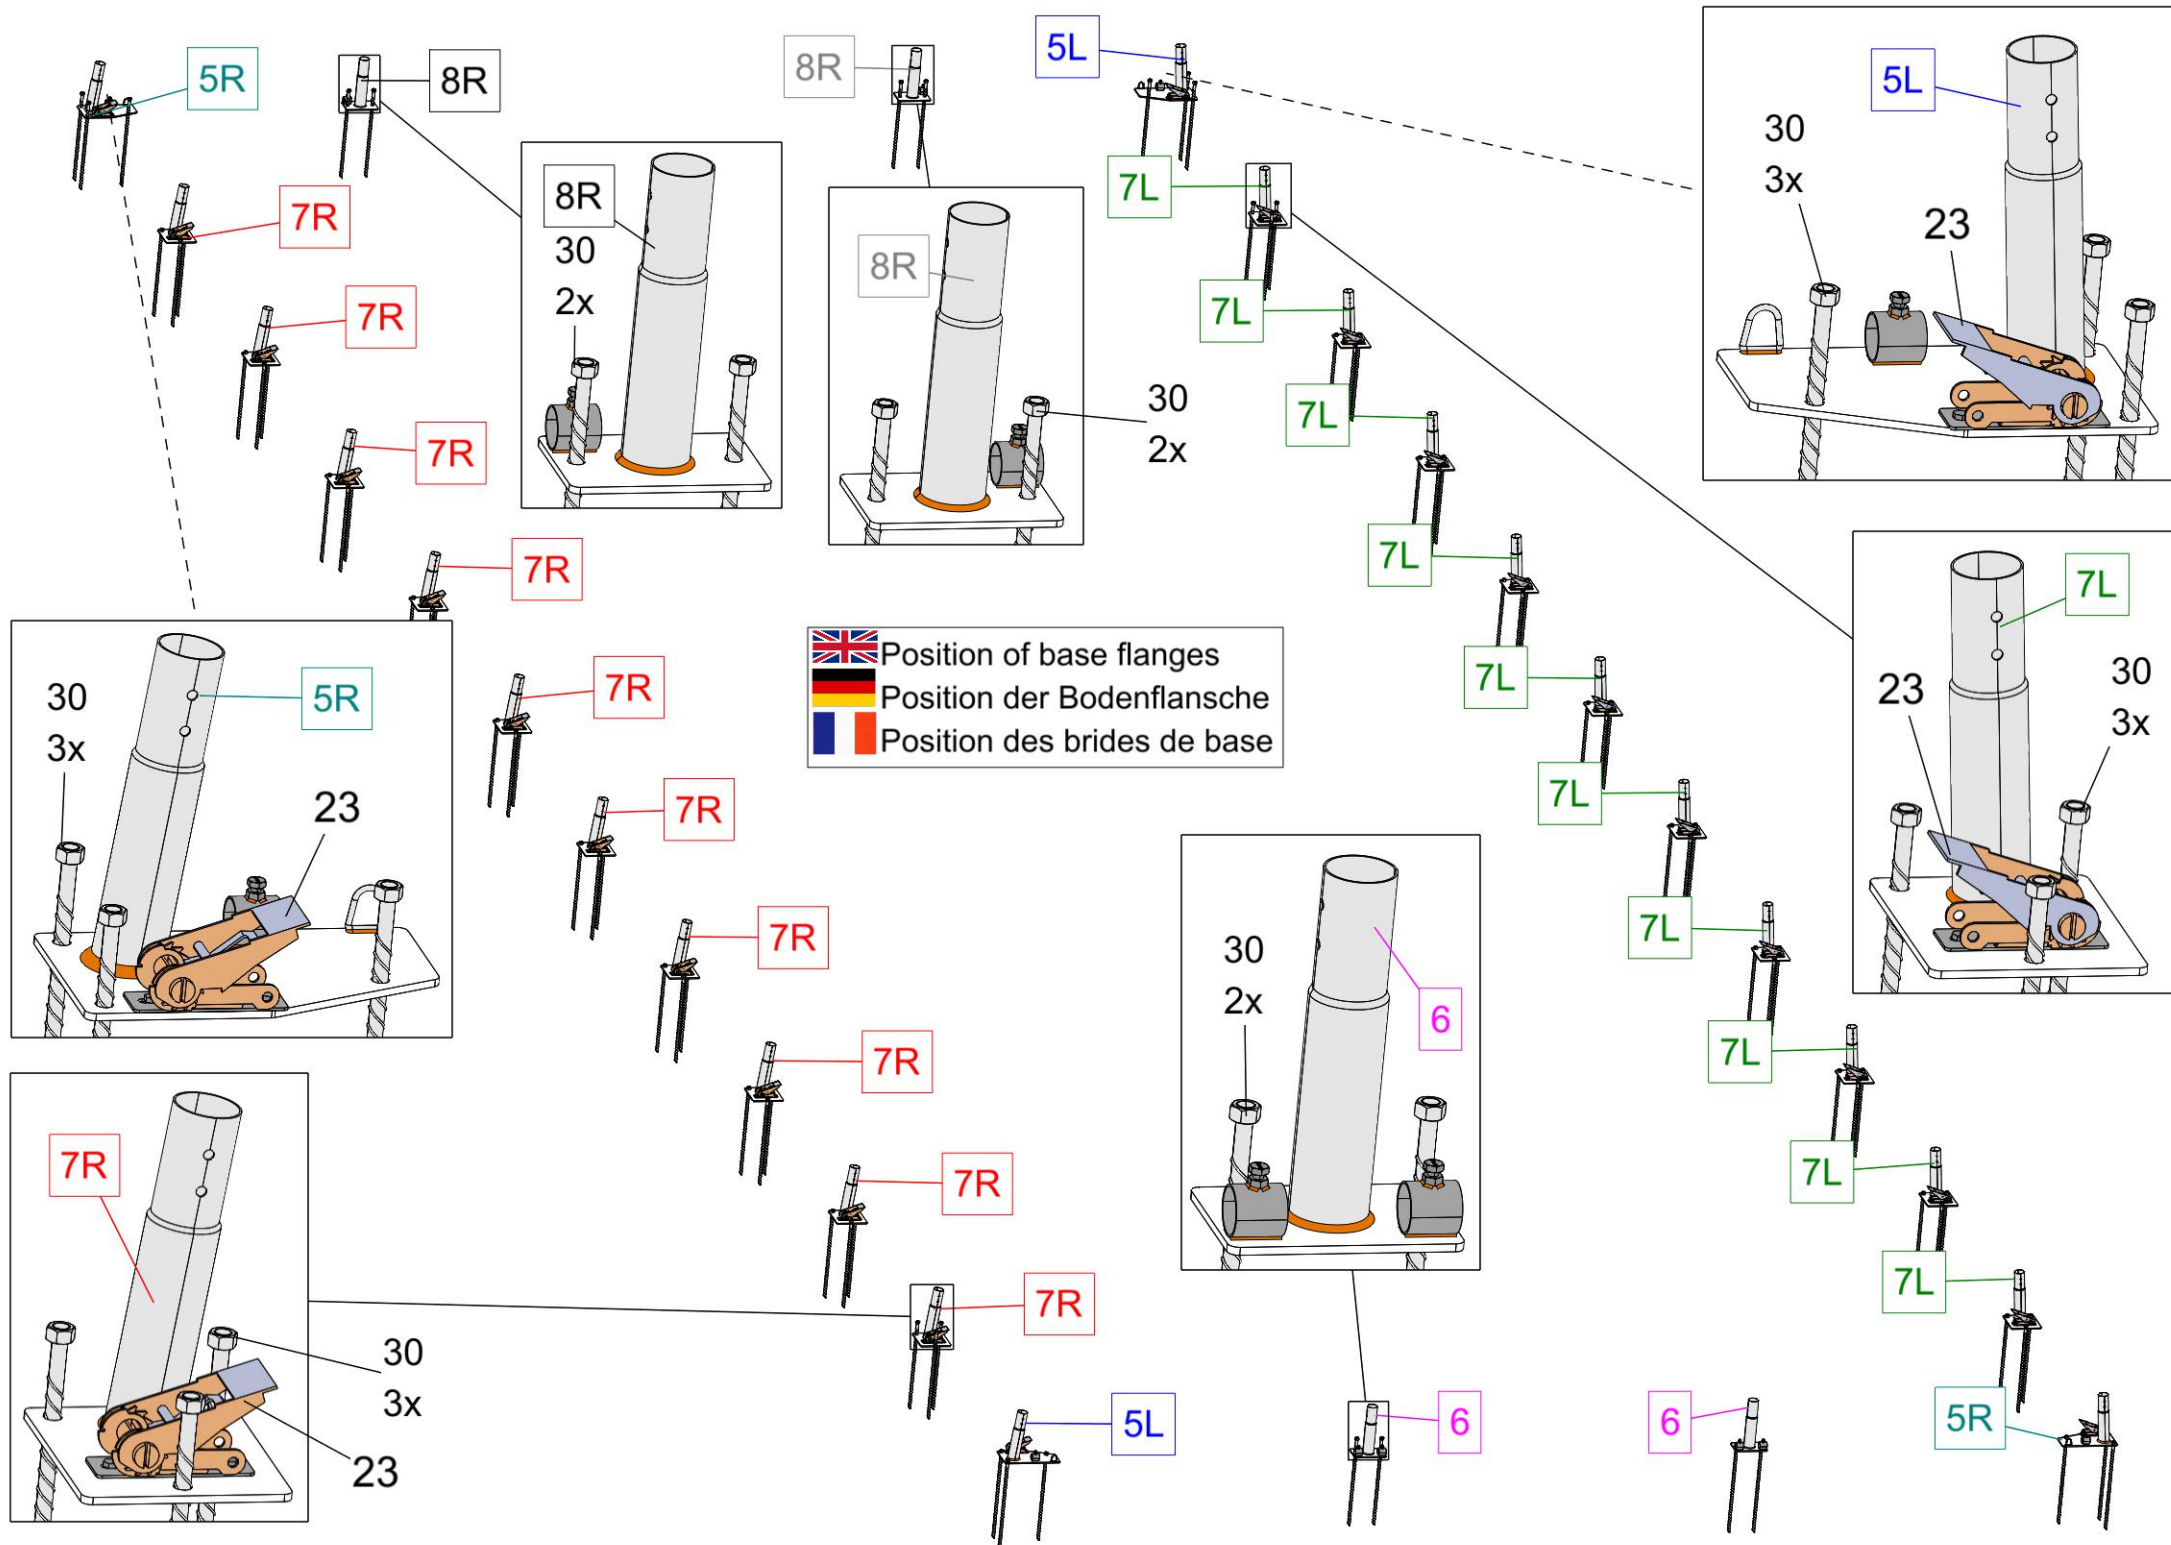 5R
8R
8R
5L
5L
30
3x
23
7R
7L
8R
30
2x
8R
30
2x
7R
7L
7R
7L
7L
7R
7L
7L
30
3x
23
Position of base flanges
Position der Bodenflansche
Position des brides de base
5R
30
3x
23
7R
7L
7R
7L
7R
7L
30
2x
6
7R
7L
7R
7L
7R
30
3x
23
7L
7R
5L
6
6
5R